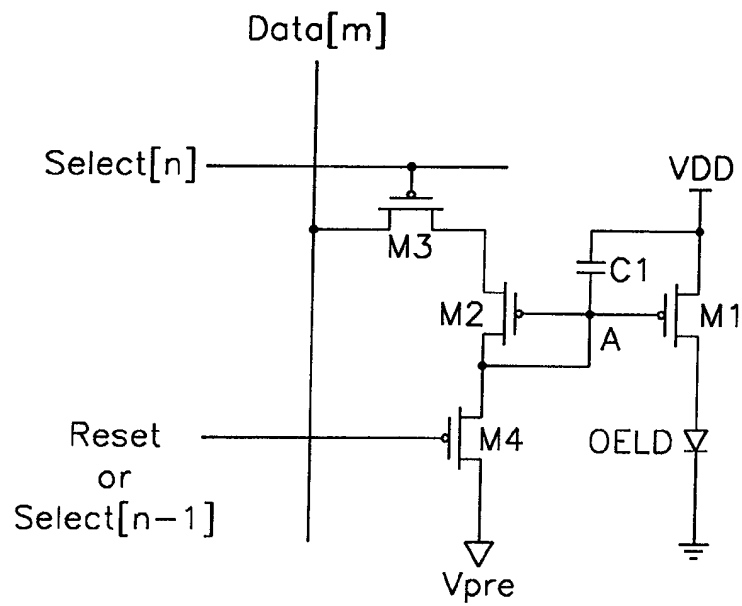 Data[m]
Select[n]
VDD
M3
C1
M2
M1
A
Reset
or
Select[n-1]
M4
OELD
Vpre